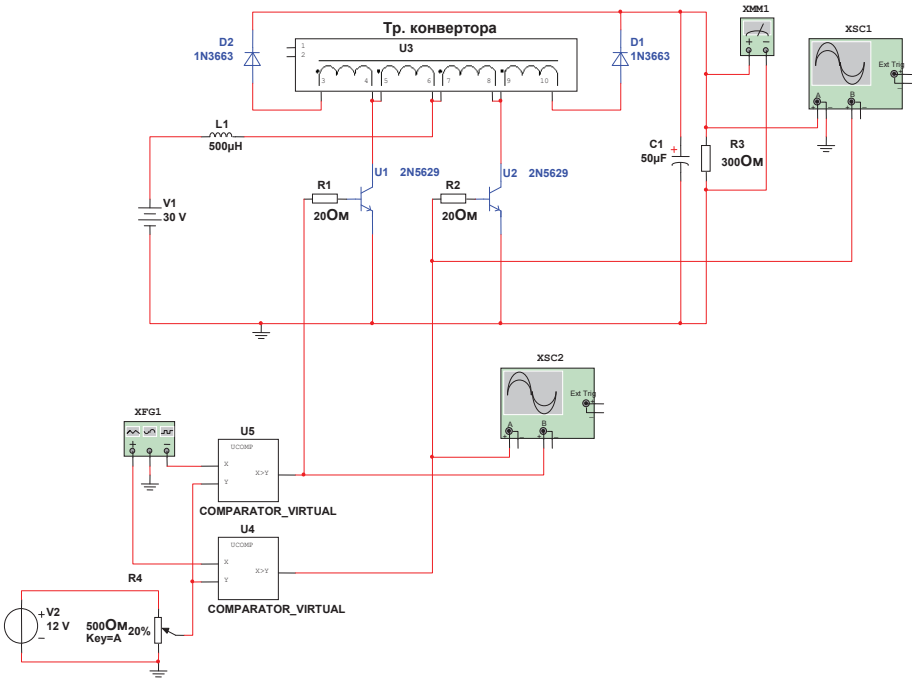 XMM1
XSC1
Тр. конвертора
D2
1N3663
U3
D1
1N3663
1
2
3 4 5 6 7 8 9 10
+ −
Ext Trig
+
−
A B
+ − + −
L1
500µH
C1
50µF
+
R3
300Ом
U1 2N5629
U2 2N5629
R1
20Ом
R2
20Ом
V1
30 V
XSC2
Ext Trig
+
−
A B
+ − + −
XFG1
+ −
U5
UCOMP
X
Y
X>Y
COMPARATOR_VIRTUAL
U4
UCOMP
X
Y
X>Y
COMPARATOR_VIRTUAL
R4
V2
12 V
+
−
500Ом 20%
Key=A